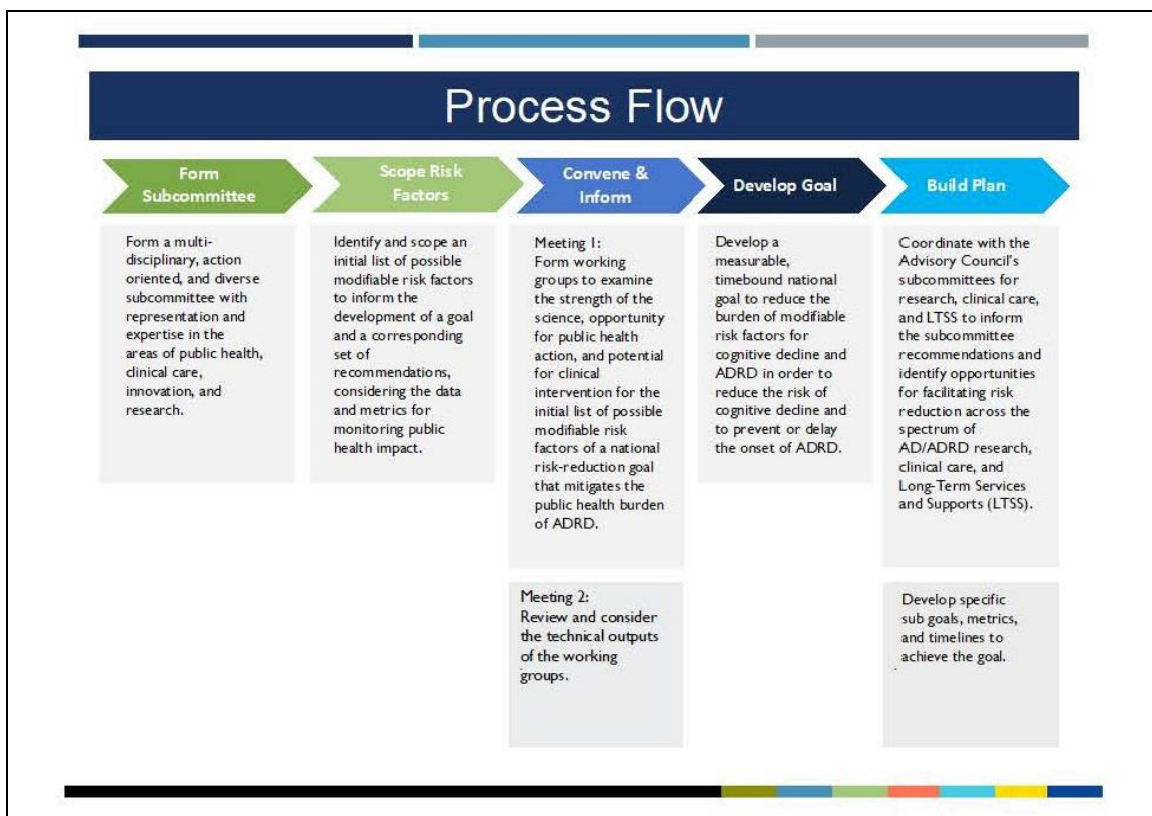 Process Flow
Form
Subcommittee
Scope Risk
Factors
Convene &
Inform
Develop Goal
Build Plan
Form a multi-
disciplinary, action
oriented, and diverse
subcommittee with
representation and
expertise in the
areas of public health,
clinical care,
innovation, and
research.
Identify and scope an
initial list of possible
modifiable risk factors
to inform the
development of a goal
and a corresponding
set of
recommendations,
considering the data
and metrics for
monitoring public
health impact.
Meeting 1:
Form working
groups to examine
the strength of the
science, opportunity
for public health
action, and potential
for clinical
intervention for the
initial list of possible
modifiable risk
factors of a national
risk-reduction goal
that mitigates the
public health burden
of ADRD.
Meeting 2:
Review and consider
the technical outputs
of the working
groups.
Develop a
measurable,
timebound national
goal to reduce the
burden of modifiable
risk factors for
cognitive decline and
ADRD in order to
reduce the risk of
cognitive decline and
to prevent or delay
the onset of ADRD.
Coordinate with the
Advisory Council's
subcommittees for
research, clinical care,
and LTSS to inform
the subcommittee
recommendations and
identify opportunities
for facilitating risk
reduction across the
spectrum of
AD/ADRD research,
clinical care, and
Long-Term Services
and Supports (LTSS).
Develop specific
sub goals, metrics,
and timelines to
achieve the goal.